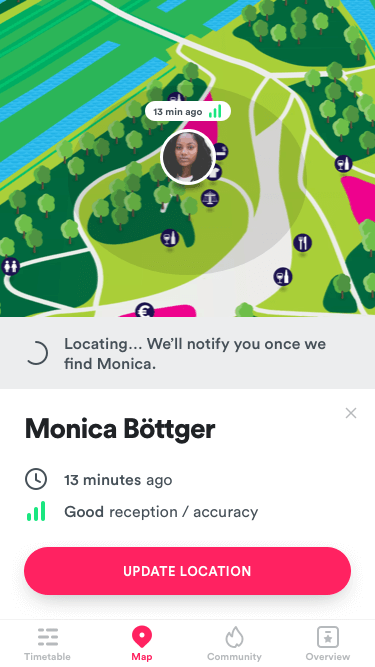 13 min ago
€
Locating... We'll notify you once we
find Monica.
Monica Böttger
13 minutes ago
Good reception / accuracy
UPDATE LOCATION
Timetable
Map
Community
Overview